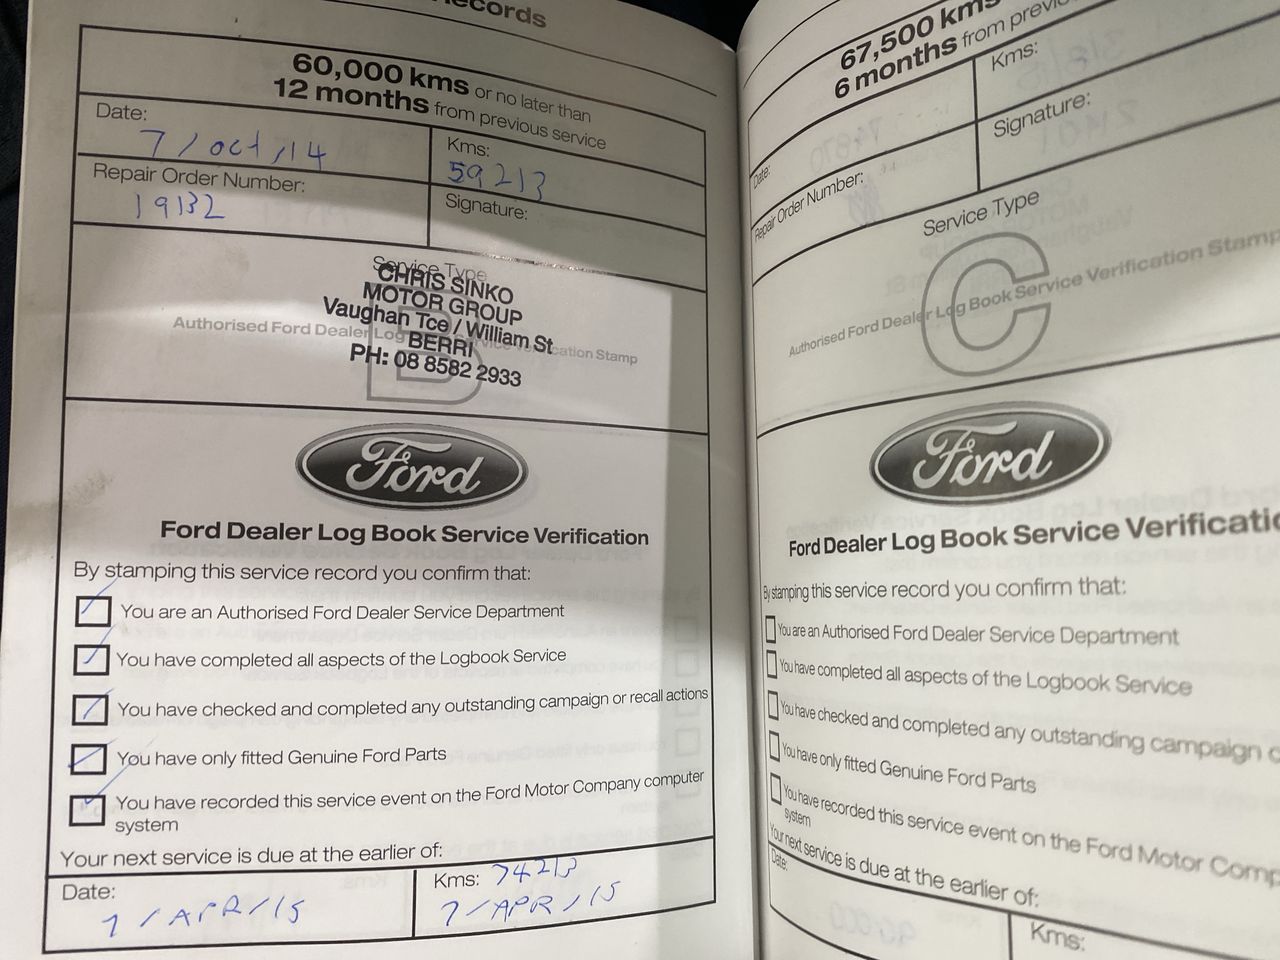 Records
60,000 kms or no later than
12 months from previous service
Date:
7/Oct/14
Kms:
59213
Repair Order Number:
19132
Signature:
Service Type
B
Authorised Ford Dealer Log Service Verification Stamp
CHRIS SINKO
MOTOR GROUP
Vaughan Tce / William St
BERRI
PH: 08 8582 2933
Ford
Ford Dealer Log Book Service Verification
By stamping this service record you confirm that:
You are an Authorised Ford Dealer Service Department
You have completed all aspects of the Logbook Service
You have checked and completed any outstanding campaign or recall actions
You have only fitted Genuine Ford Parts
You have recorded this service event on the Ford Motor Company computer
system
Your next service is due at the earlier of:
Date:
7/APR/15
Kms: 74213
7/APR/15
67,500 kms
6 months from previou
Date:
Kms:
Repair Order Number:
Signature:
Service Type
C
Authorised Ford Dealer Log Book Service Verification Stamp
Ford
Ford Dealer Log Book Service Verificatio
By stamping this service record you confirm that:
You are an Authorised Ford Dealer Service Department
You have completed all aspects of the Logbook Service
You have checked and completed any outstanding campaign o
You have only fitted Genuine Ford Parts
You have recorded this service event on the Ford Motor Comp
system
Your next service is due at the earlier of:
Date:
Kms: